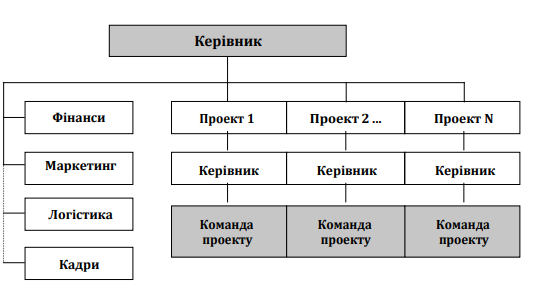 Керівник
Фінанси
Проект 1
Проект 2 ...
Проект N
Маркетинг
Керівник
Керівник
Керівник
Логістика
Команда
проекту
Команда
проекту
Команда
проекту
Кадри